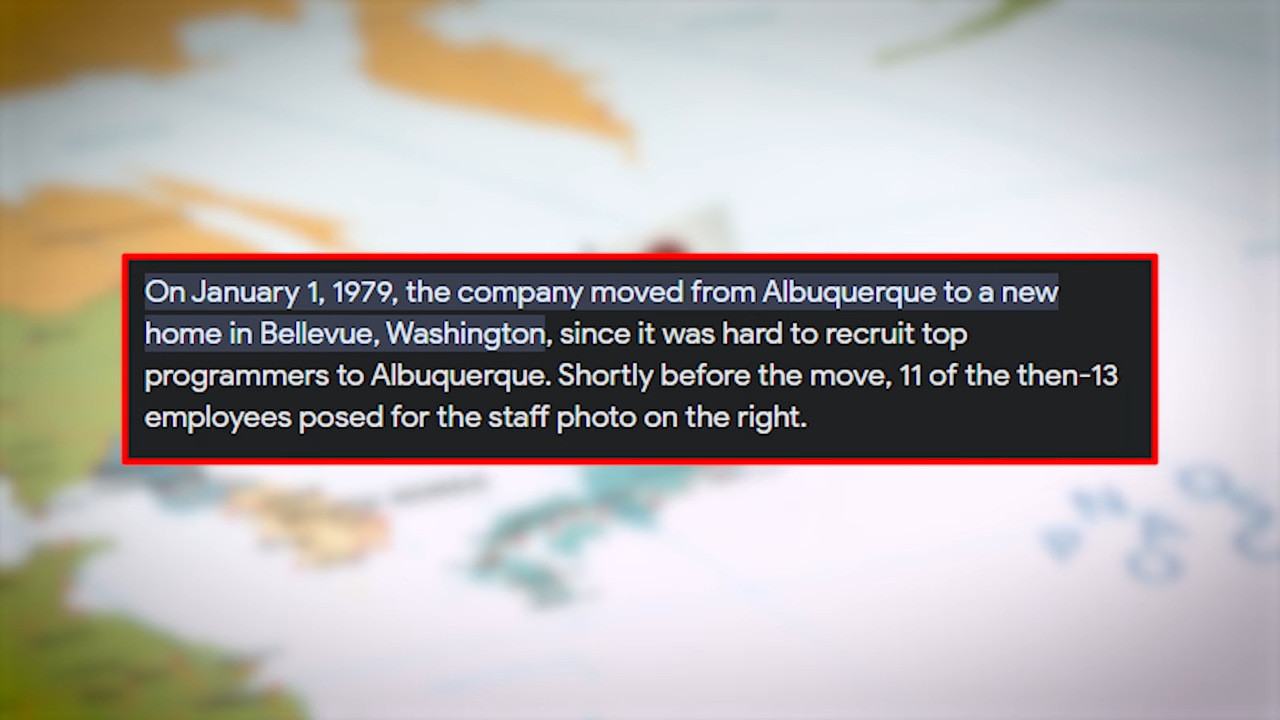 On January 1, 1979, the company moved from Albuquerque to a new
home in Bellevue, Washington, since it was hard to recruit top
programmers to Albuquerque. Shortly before the move, 11 of the then-13
employees posed for the staff photo on the right.